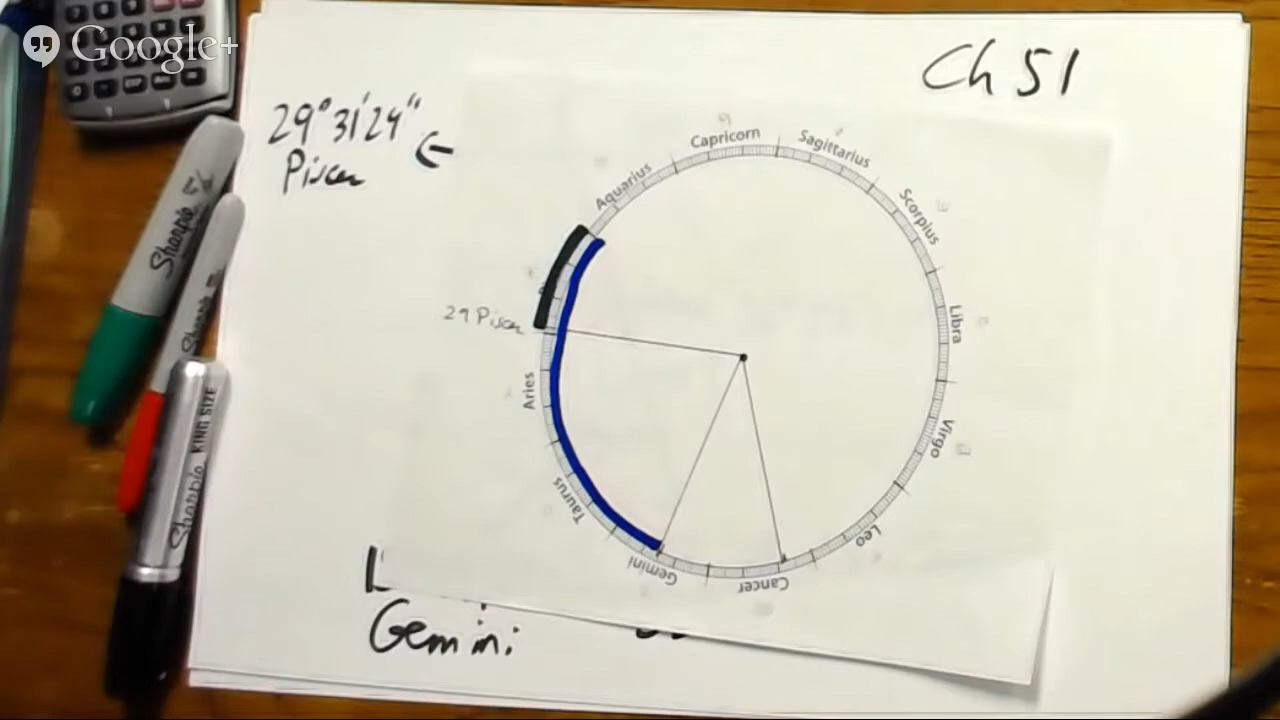 Google+
Ch 51
29° 31' 24"
Pisces
Capricorn
Sagittarius
Aquarius
Scorpius
29 Pisces
Libra
Aries
Virgo
Taurus
Leo
Gemini
Cancer
Gemini
Sharpie
Sharpie
Sharpie KING SIZE